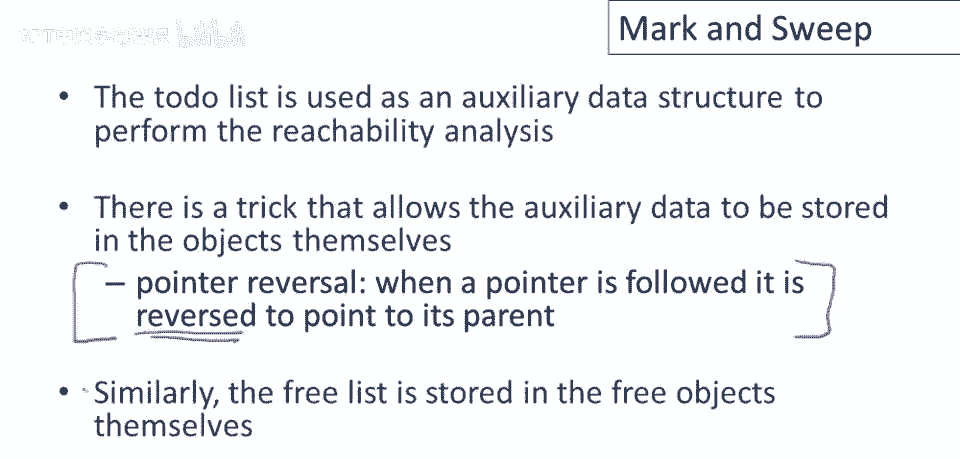 Mark and Sweep
• The todo list is used as an auxiliary data structure to
perform the reachability analysis
• There is a trick that allows the auxiliary data to be stored
in the objects themselves
– pointer reversal: when a pointer is followed it is
reversed to point to its parent
• Similarly, the free list is stored in the free objects
themselves